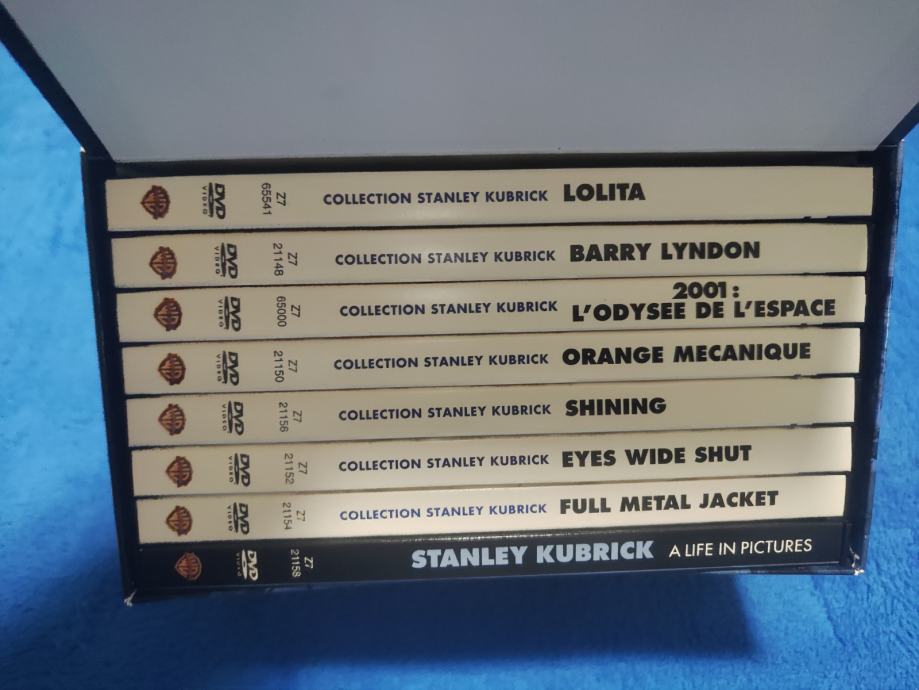 DVD VIDEO Z7 65541 COLLECTION STANLEY KUBRICK LOLITA
DVD VIDEO Z7 21148 COLLECTION STANLEY KUBRICK BARRY LYNDON
DVD VIDEO Z7 65000 COLLECTION STANLEY KUBRICK 2001 :
L'ODYSEE DE L'ESPACE
DVD VIDEO Z7 21150 COLLECTION STANLEY KUBRICK ORANGE MECANIQUE
DVD VIDEO Z7 21156 COLLECTION STANLEY KUBRICK SHINING
DVD VIDEO Z7 21152 COLLECTION STANLEY KUBRICK EYES WIDE SHUT
DVD VIDEO Z7 21154 COLLECTION STANLEY KUBRICK FULL METAL JACKET
DVD VIDEO Z7 21158 STANLEY KUBRICK A LIFE IN PICTURES